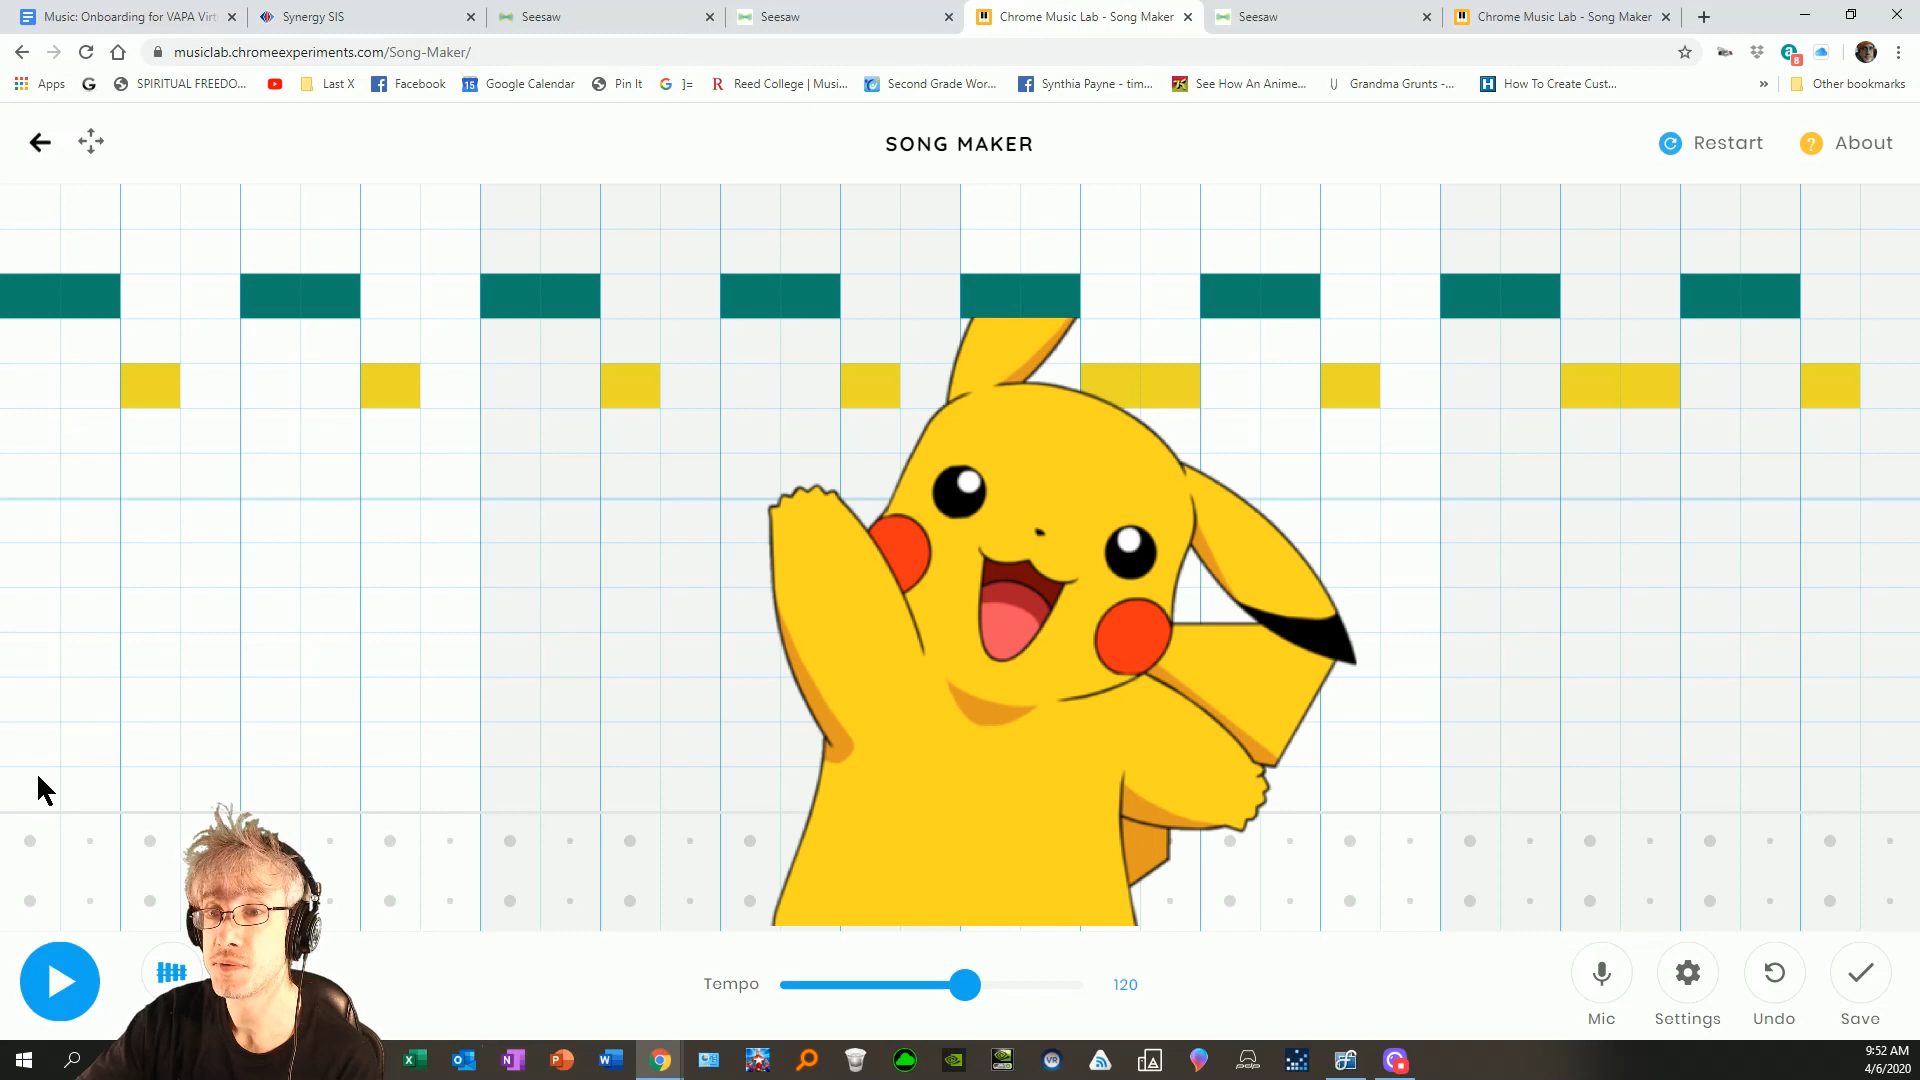 Music: Onboarding for VAPA Virt
Synergy SIS
Seesaw
Seesaw
Chrome Music Lab - Song Maker
Seesaw
Chrome Music Lab - Song Maker
musiclab.chromeexperiments.com/Song-Maker/
8
Apps
SPIRITUAL FREEDO...
Last X
Facebook
15
Google Calendar
Pin It
]=
Reed College | Musi...
Second Grade Wor...
Synthia Payne - tim...
See How An Anime...
Grandma Grunts -...
How To Create Cust...
»
Other bookmarks
SONG MAKER
Restart
? About
Tempo
120
Mic
Settings
Undo
Save
9:52 AM
4/6/2020